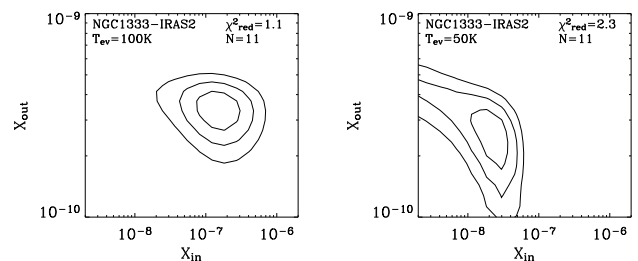 NGC1333−IRAS2 χ²red=1.1
Tev=100K N=11
10⁻⁹
Xout
10⁻¹⁰
10⁻⁸ 10⁻⁷ 10⁻⁶
Xin
NGC1333−IRAS2 χ²red=2.3
Tev=50K N=11
10⁻⁹
Xout
10⁻¹⁰
10⁻⁸ 10⁻⁷ 10⁻⁶
Xin